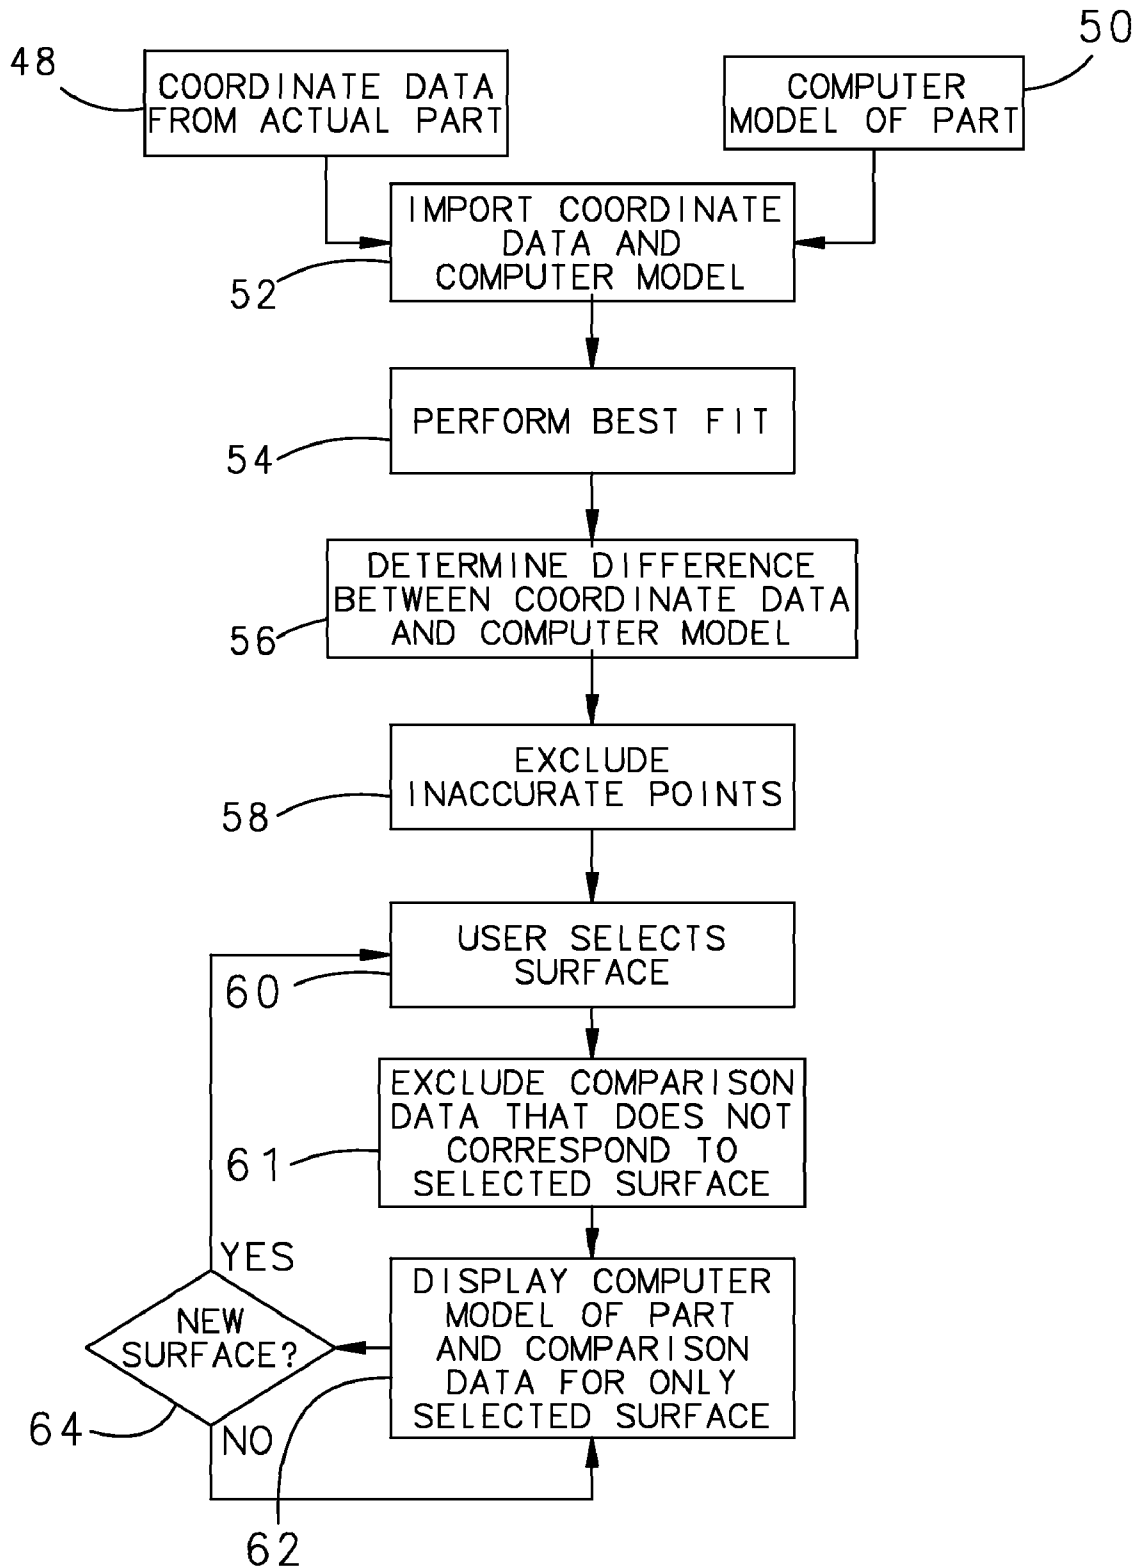 48
COORDINATE DATA
FROM ACTUAL PART
50
COMPUTER
MODEL OF PART
IMPORT COORDINATE
DATA AND
COMPUTER MODEL
52
PERFORM BEST FIT
54
DETERMINE DIFFERENCE
BETWEEN COORDINATE DATA
AND COMPUTER MODEL
56
EXCLUDE
INACCURATE POINTS
58
USER SELECTS
SURFACE
60
EXCLUDE COMPARISON
DATA THAT DOES NOT
CORRESPOND TO
SELECTED SURFACE
61
YES
NEW
SURFACE?
NO
64
DISPLAY COMPUTER
MODEL OF PART
AND COMPARISON
DATA FOR ONLY
SELECTED SURFACE
62